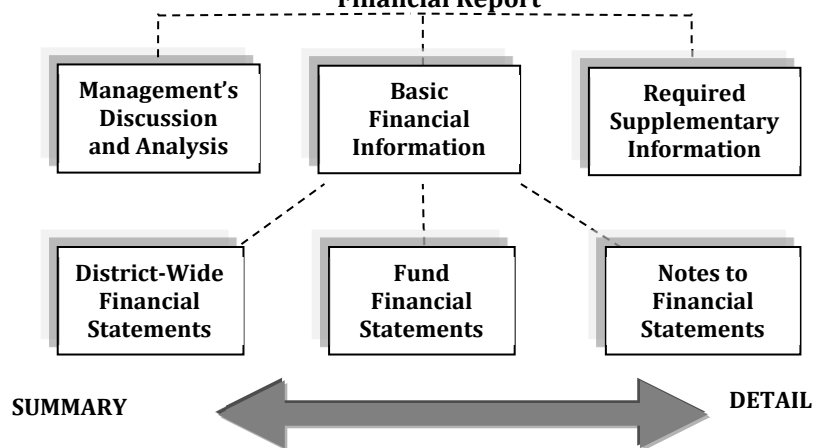 Financial Report
Management’s
Discussion
and Analysis
Basic
Financial
Information
Required
Supplementary
Information
District-Wide
Financial
Statements
Fund
Financial
Statements
Notes to
Financial
Statements
SUMMARY
DETAIL